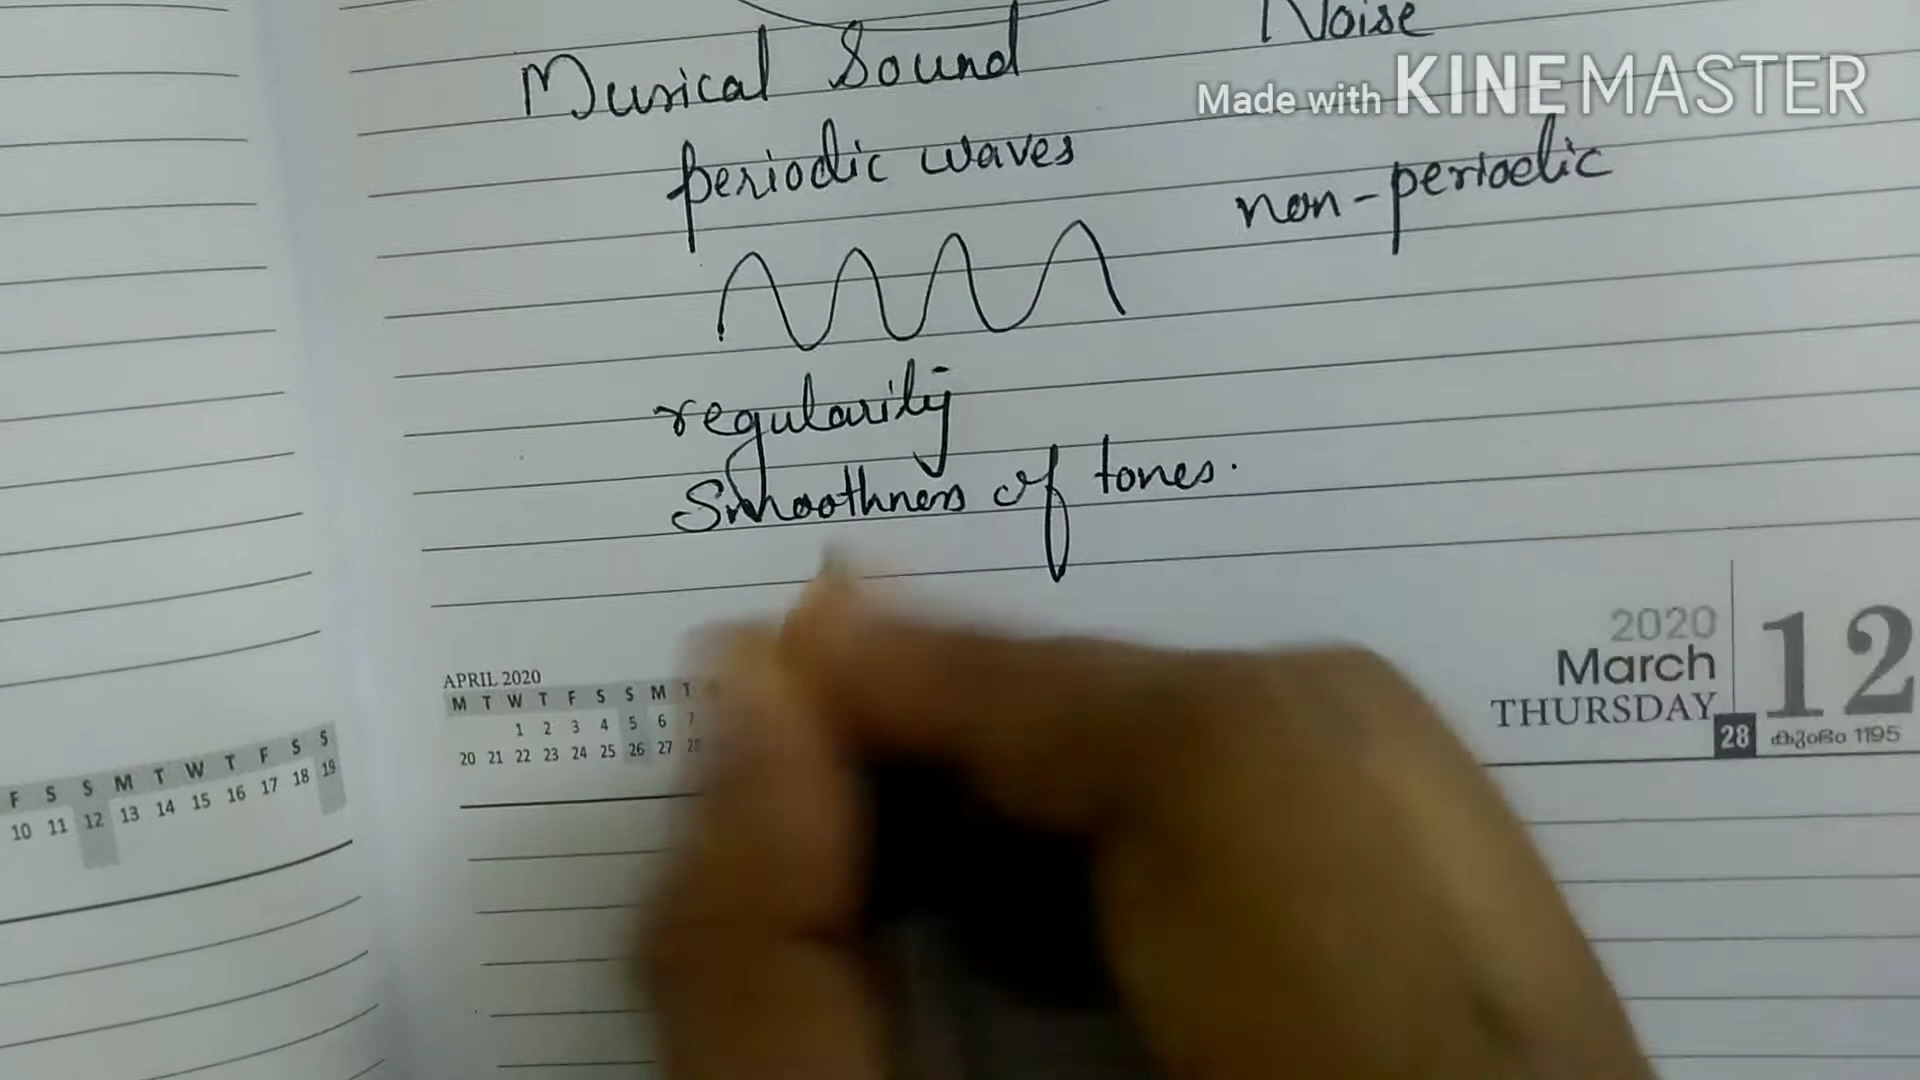 Musical Sound
Noise
Made with KINEMASTER
periodic waves
non-periodic
regularity
Smoothness of tones.
2020
March
THURSDAY
12
28
കുംഭം 1195
APRIL 2020
M T W T F S S M T
1 2 3 4 5 6 7
20 21 22 23 24 25 26 27 28
F S S M T W T F S S
10 11 12 13 14 15 16 17 18 19